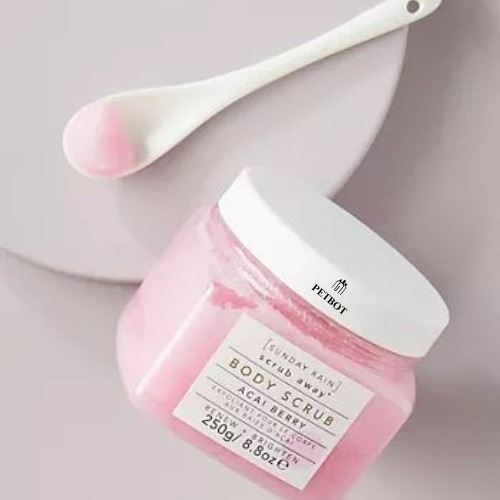 PETBOT
[SUNDAY RAIN]
scrub away*
BODY SCRUB
ACAI BERRY
EXFOLIANT POUR LE CORPS
AUX BAIES D'AÇAÏ
RENEW + BRIGHTEN
250g/ 8.8oz℮